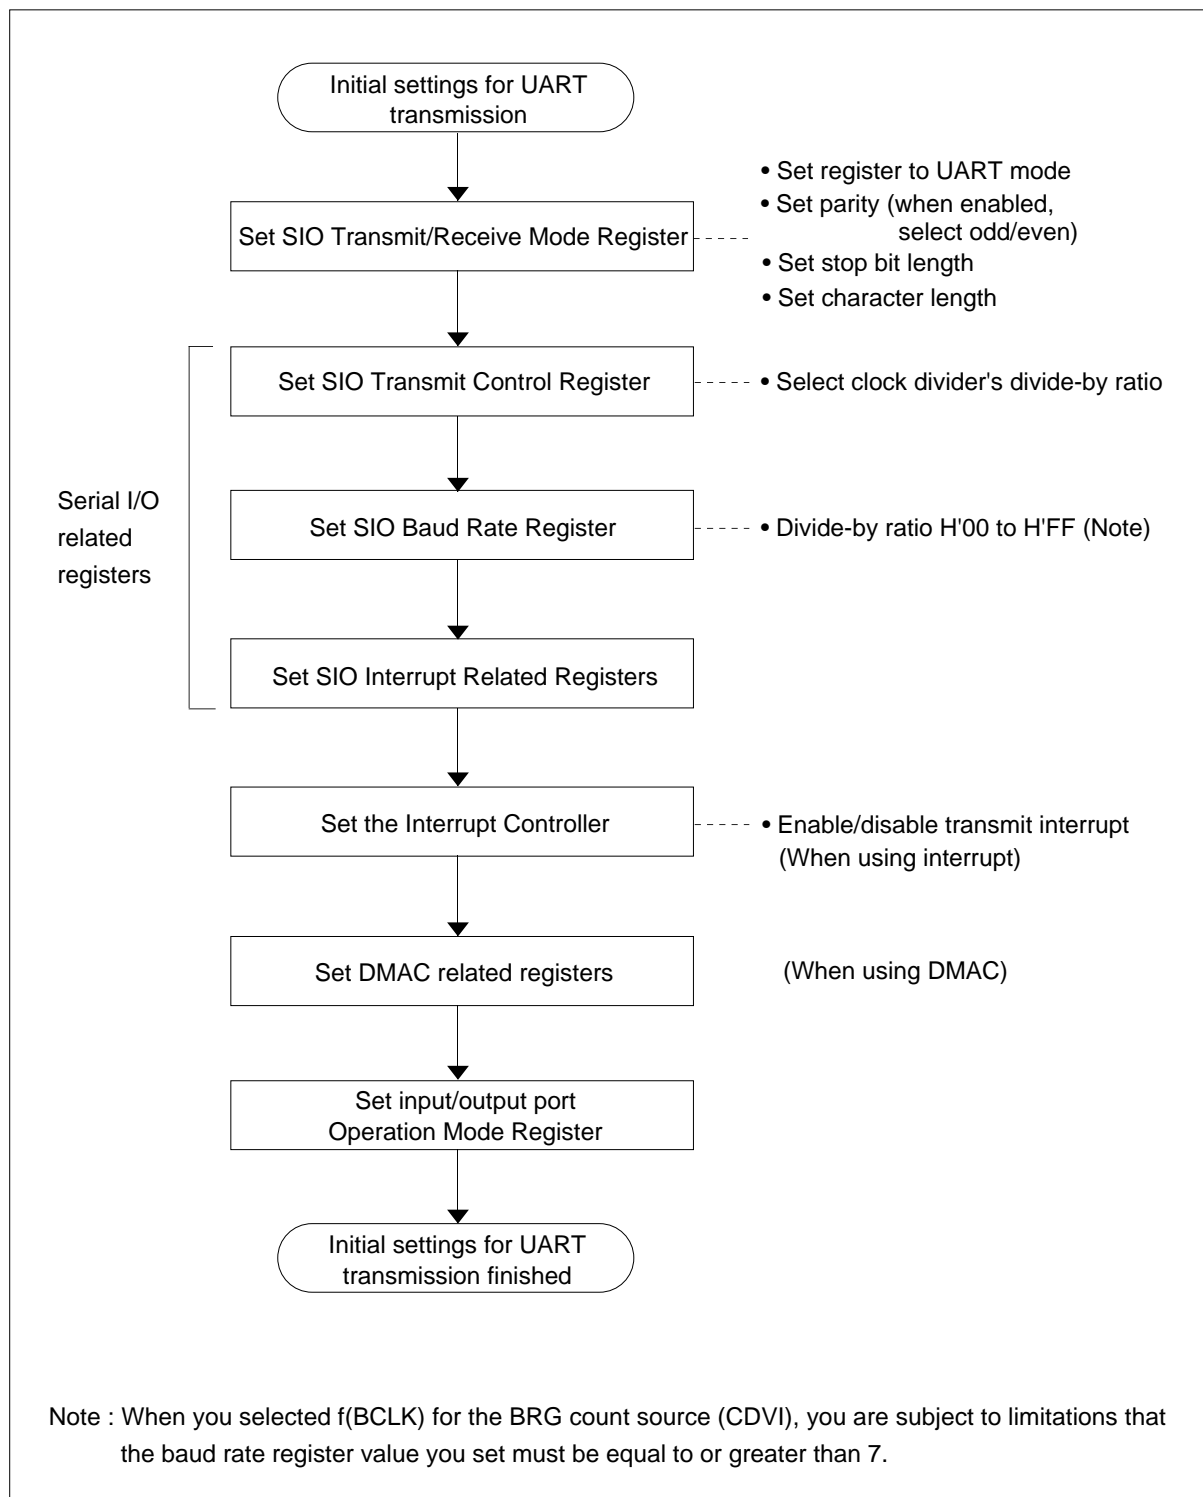 Initial settings for UART
transmission
Set SIO Transmit/Receive Mode Register
• Set register to UART mode
• Set parity (when enabled,
select odd/even)
• Set stop bit length
• Set character length
Serial I/O
related
registers
Set SIO Transmit Control Register
• Select clock divider's divide-by ratio
Set SIO Baud Rate Register
• Divide-by ratio H'00 to H'FF (Note)
Set SIO Interrupt Related Registers
Set the Interrupt Controller
• Enable/disable transmit interrupt
(When using interrupt)
Set DMAC related registers
(When using DMAC)
Set input/output port
Operation Mode Register
Initial settings for UART
transmission finished
Note : When you selected f(BCLK) for the BRG count source (CDVI), you are subject to limitations that
the baud rate register value you set must be equal to or greater than 7.